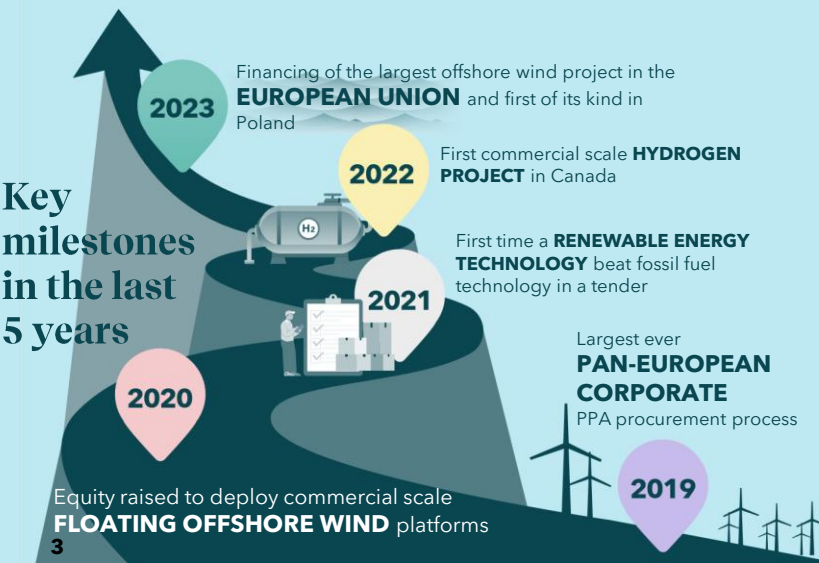 Key
milestones
in the last
5 years
2023
Financing of the largest offshore wind project in the
EUROPEAN UNION and first of its kind in
Poland
2022
First commercial scale HYDROGEN
PROJECT in Canada
H2
2021
First time a RENEWABLE ENERGY
TECHNOLOGY beat fossil fuel
technology in a tender
2020
Equity raised to deploy commercial scale
FLOATING OFFSHORE WIND platforms
2019
Largest ever
PAN-EUROPEAN
CORPORATE
PPA procurement process
3